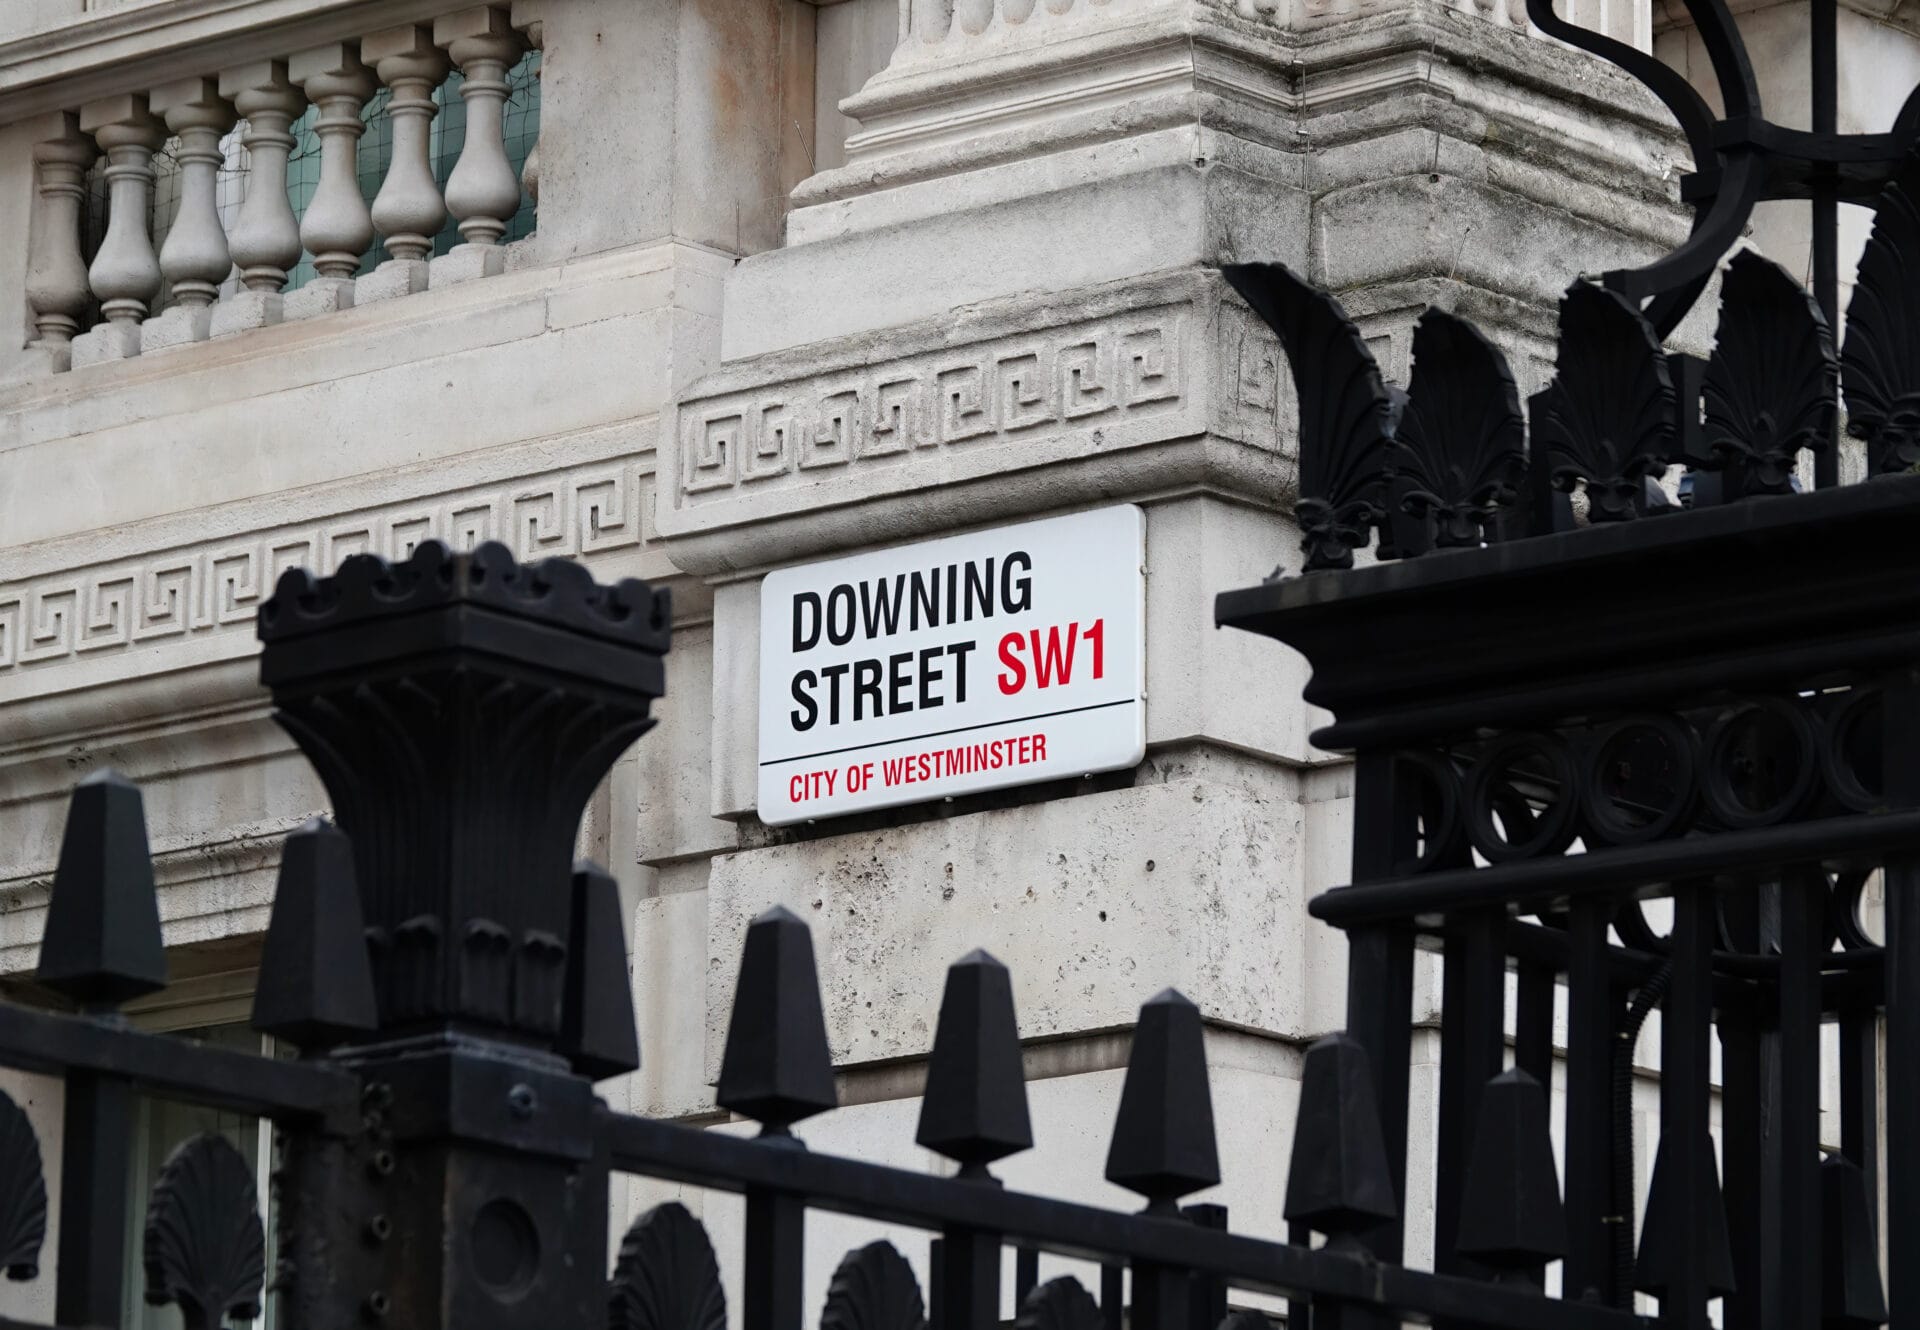 DOWNING
STREET SW1
CITY OF WESTMINSTER